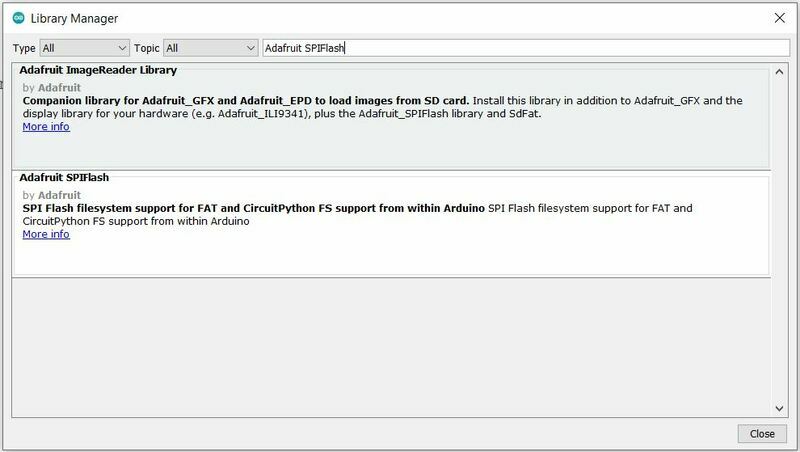 Library Manager
Type All Topic All Adafruit SPIFlash
Adafruit ImageReader Library
by Adafruit
Companion library for Adafruit_GFX and Adafruit_EPD to load images from SD card. Install this library in addition to Adafruit_GFX and the
display library for your hardware (e.g. Adafruit_ILI9341), plus the Adafruit_SPIFlash library and SdFat.
More info
Adafruit SPIFlash
by Adafruit
SPI Flash filesystem support for FAT and CircuitPython FS support from within Arduino SPI Flash filesystem support for FAT and
CircuitPython FS support from within Arduino
More info
Close